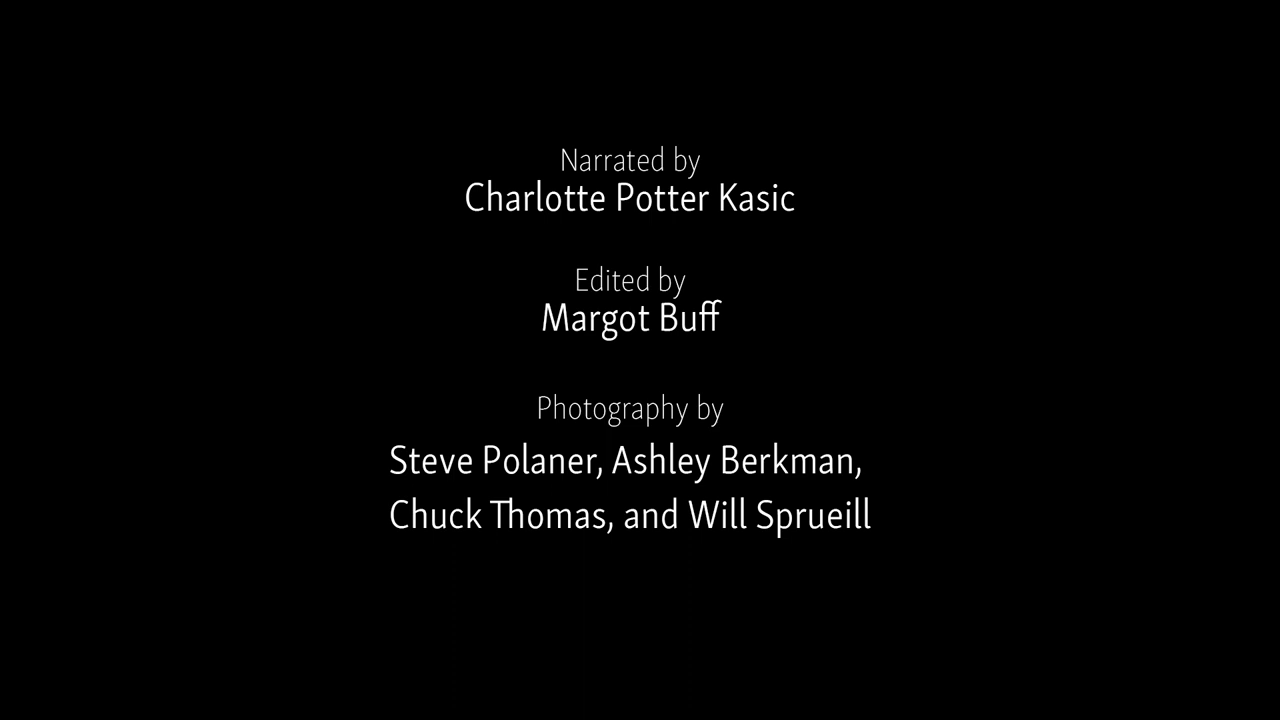 Narrated by
Charlotte Potter Kasic
Edited by
Margot Buff
Photography by
Steve Polaner, Ashley Berkman,
Chuck Thomas, and Will Sprueill